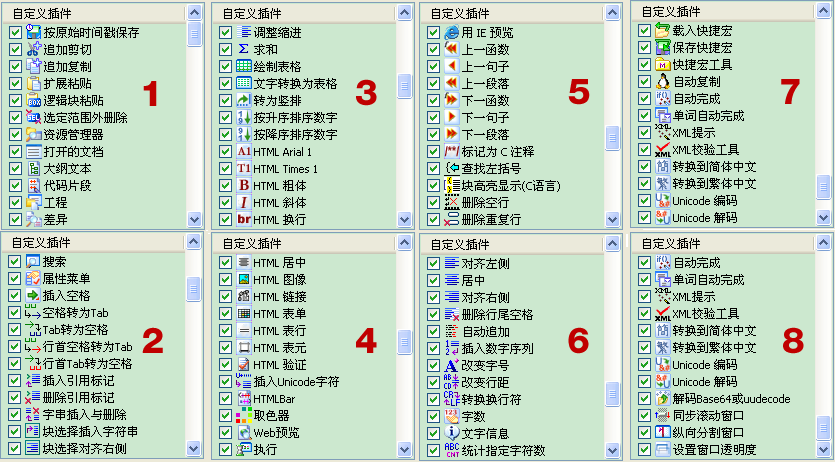 自定义插件
按原始时间戳保存
追加剪切
追加复制
扩展粘贴
逻辑块粘贴
选定范围外删除
资源管理器
打开的文档
大纲文本
代码片段
工程
差异
1
自定义插件
搜索
属性菜单
插入空格
空格转为Tab
Tab转为空格
行首空格转为Tab
行首Tab转为空格
插入引用标记
删除引用标记
字串插入与删除
块选择插入字符串
块选择对齐右侧
2
自定义插件
调整缩进
求和
绘制表格
文字转换为表格
转为竖排
按升序排序数字
按降序排序数字
HTML Arial 1
HTML Times 1
HTML 粗体
HTML 斜体
HTML 换行
3
自定义插件
HTML 居中
HTML 图像
HTML 链接
HTML 表单
HTML 表行
HTML 表元
HTML 验证
插入Unicode字符
HTMLBar
取色器
Web预览
执行
4
自定义插件
用 IE 预览
上一函数
上一句子
上一段落
下一函数
下一句子
下一段落
标记为 C 注释
查找左括号
块高亮显示(C语言)
删除空行
删除重复行
5
自定义插件
对齐左侧
居中
对齐右侧
删除行尾空格
自动追加
插入数字序列
改变字号
改变行距
转换换行符
字数
文字信息
统计指定字符数
6
自定义插件
载入快捷宏
保存快捷宏
快捷宏工具
自动复制
自动完成
单词自动完成
XML提示
XML校验工具
转换到简体中文
转换到繁体中文
Unicode 编码
Unicode 解码
7
自定义插件
自动完成
单词自动完成
XML提示
XML校验工具
转换到简体中文
转换到繁体中文
Unicode 编码
Unicode 解码
解码Base64或uudecode
同步滚动窗口
纵向分割窗口
设置窗口透明度
8